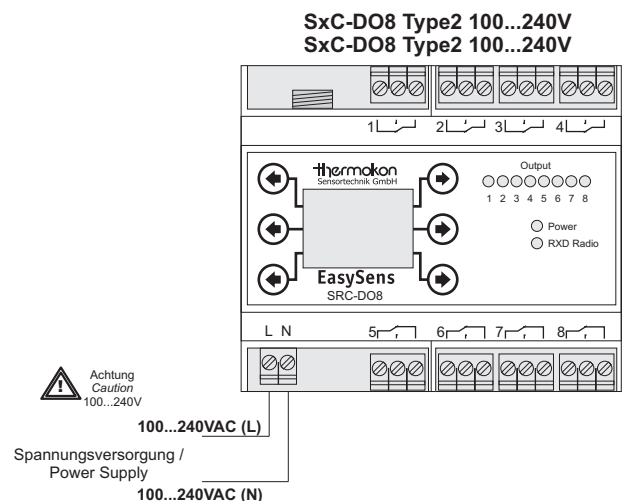 SxC-DO8 Type2 100...240V
SxC-DO8 Type2 100...240V
1 2 3 4
thermokon
Sensortechnik GmbH
Output
1 2 3 4 5 6 7 8
Power
RXD Radio
EasySens
SRC-DO8
L N 5 6 7 8
Achtung
Caution
100...240V
100...240VAC (L)
Spannungsversorgung /
Power Supply
100...240VAC (N)